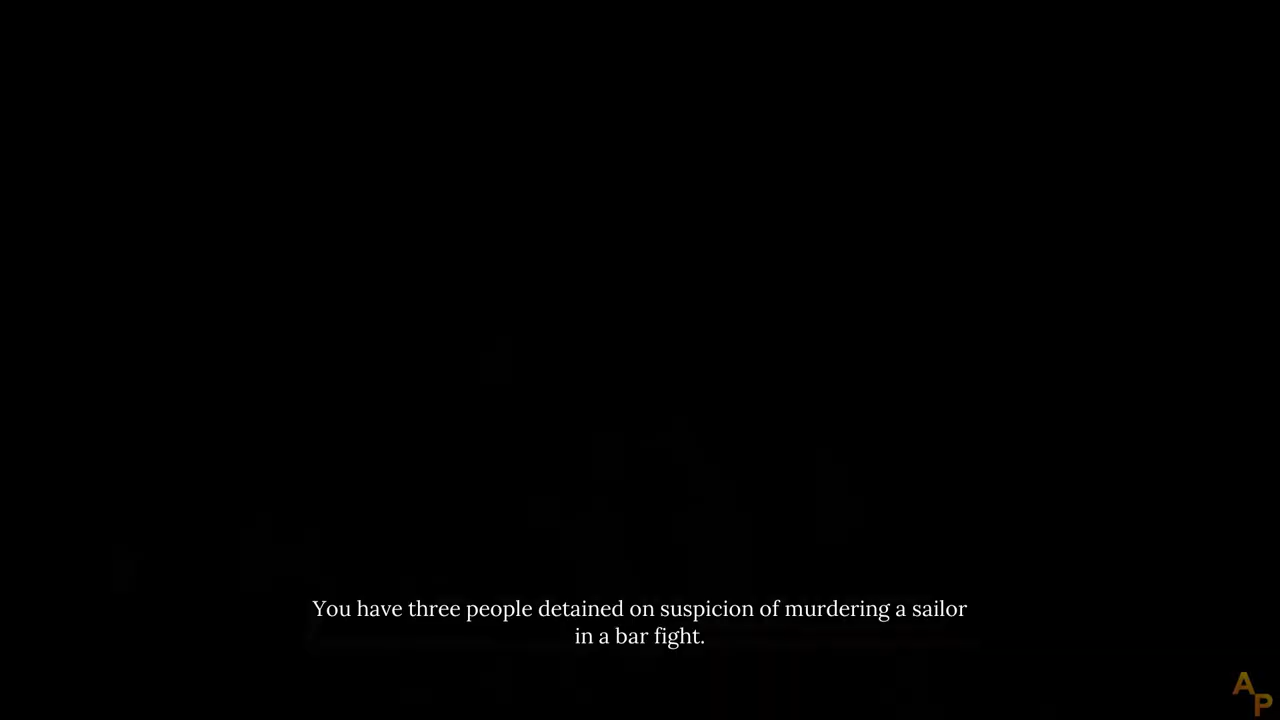 You have three people detained on suspicion of murdering a sailor
in a bar fight.
A
P